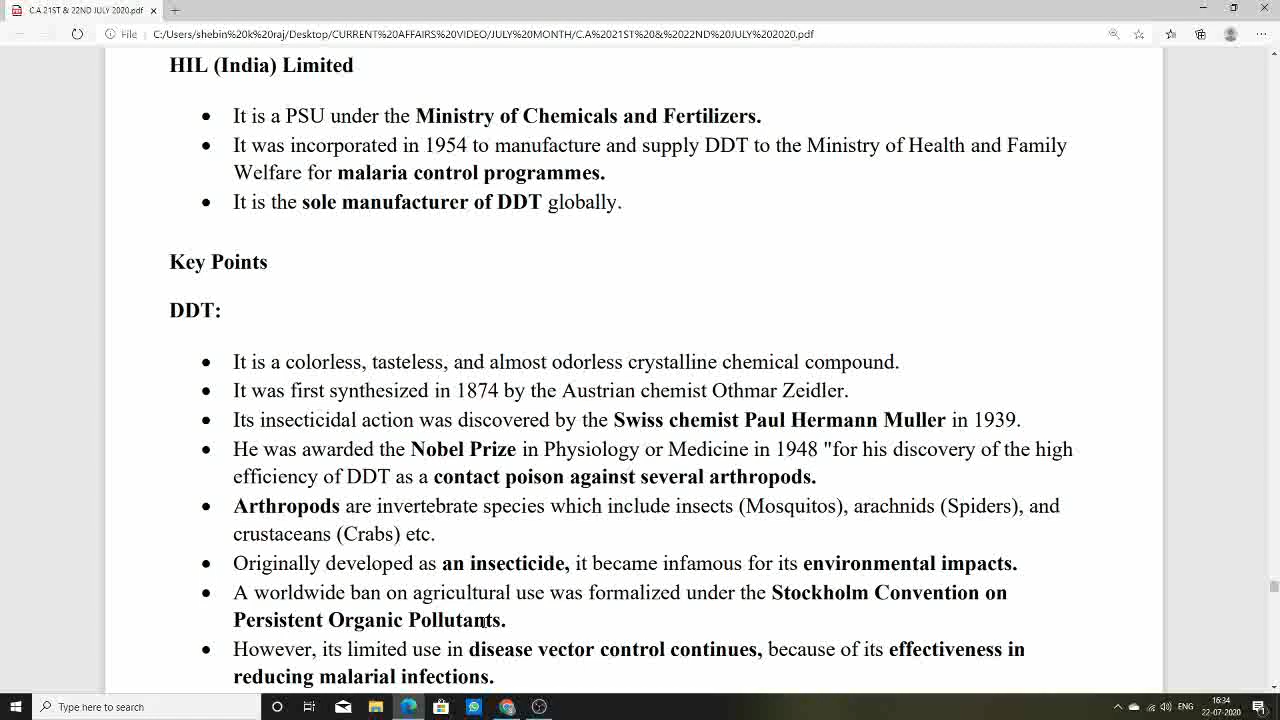 C.A 21ST & 22ND JULY 2020.pdf
File | C:/Users/shebin%20k%20raj/Desktop/CURRENT%20AFFAIRS%20VIDEO/JULY%20MONTH/C.A%2021ST%20&%2022ND%20JULY%202020.pdf
HIL (India) Limited
• It is a PSU under the Ministry of Chemicals and Fertilizers.
• It was incorporated in 1954 to manufacture and supply DDT to the Ministry of Health and Family
Welfare for malaria control programmes.
• It is the sole manufacturer of DDT globally.
Key Points
DDT:
• It is a colorless, tasteless, and almost odorless crystalline chemical compound.
• It was first synthesized in 1874 by the Austrian chemist Othmar Zeidler.
• Its insecticidal action was discovered by the Swiss chemist Paul Hermann Muller in 1939.
• He was awarded the Nobel Prize in Physiology or Medicine in 1948 "for his discovery of the high
efficiency of DDT as a contact poison against several arthropods.
• Arthropods are invertebrate species which include insects (Mosquitos), arachnids (Spiders), and
crustaceans (Crabs) etc.
• Originally developed as an insecticide, it became infamous for its environmental impacts.
• A worldwide ban on agricultural use was formalized under the Stockholm Convention on
Persistent Organic Pollutants.
• However, its limited use in disease vector control continues, because of its effectiveness in
reducing malarial infections.
Type here to search
ENG
16:34
22-07-2020